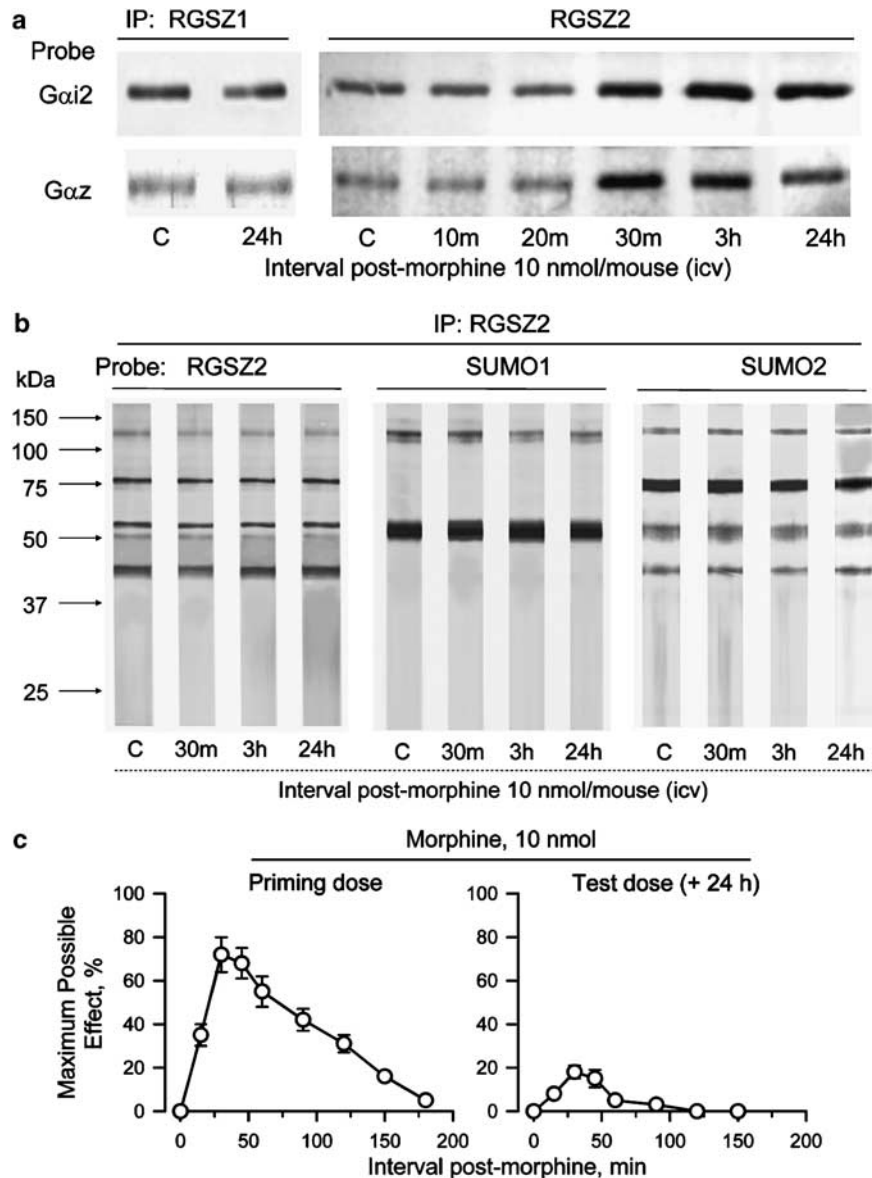 a
IP: RGSZ1 RGSZ2
Probe
Gαi2
Gαz
C 24h C 10m 20m 30m 3h 24h
Interval post-morphine 10 nmol/mouse (icv)
b
IP: RGSZ2
Probe: RGSZ2 SUMO1 SUMO2
kDa
150
100
75
50
37
25
C 30m 3h 24h C 30m 3h 24h C 30m 3h 24h
Interval post-morphine 10 nmol/mouse (icv)
c
Morphine, 10 nmol
Priming dose Test dose (+ 24 h)
Maximum Possible
Effect, %
100 100
80 80
60 60
40 40
20 20
0 0
0 50 100 150 200 0 50 100 150 200
Interval post-morphine, min